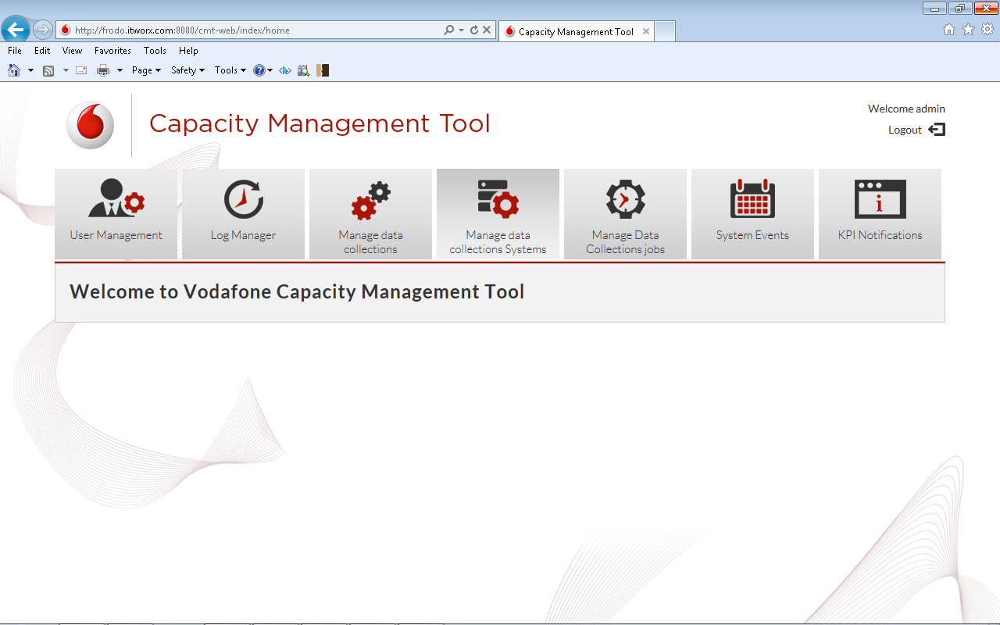 http://frodo.itworx.com:8080/cmt-web/index/home
Capacity Management Tool
File Edit View Favorites Tools Help
Page Safety Tools
Capacity Management Tool
Welcome admin
Logout
User Management
Log Manager
Manage data
collections
Manage data
collections Systems
Manage Data
Collections jobs
System Events
KPI Notifications
Welcome to Vodafone Capacity Management Tool